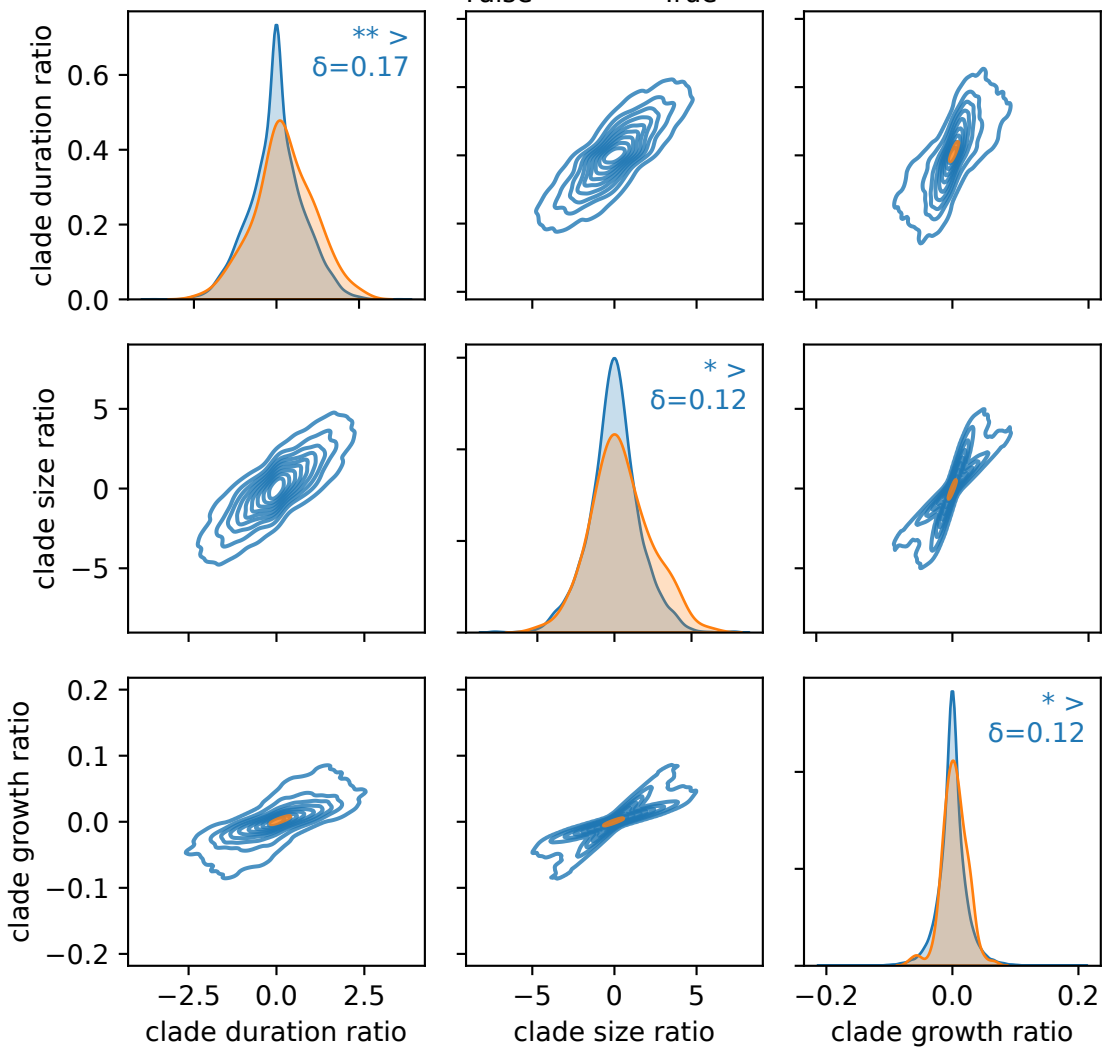 clade duration ratio
0.6
0.4
0.2
0.0
** >
δ=0.17
clade size ratio
5
0
−5
* >
δ=0.12
clade growth ratio
0.2
0.1
0.0
−0.1
−0.2
* >
δ=0.12
−2.5 0.0 2.5
−5 0 5
−0.2 0.0 0.2
clade duration ratio
clade size ratio
clade growth ratio